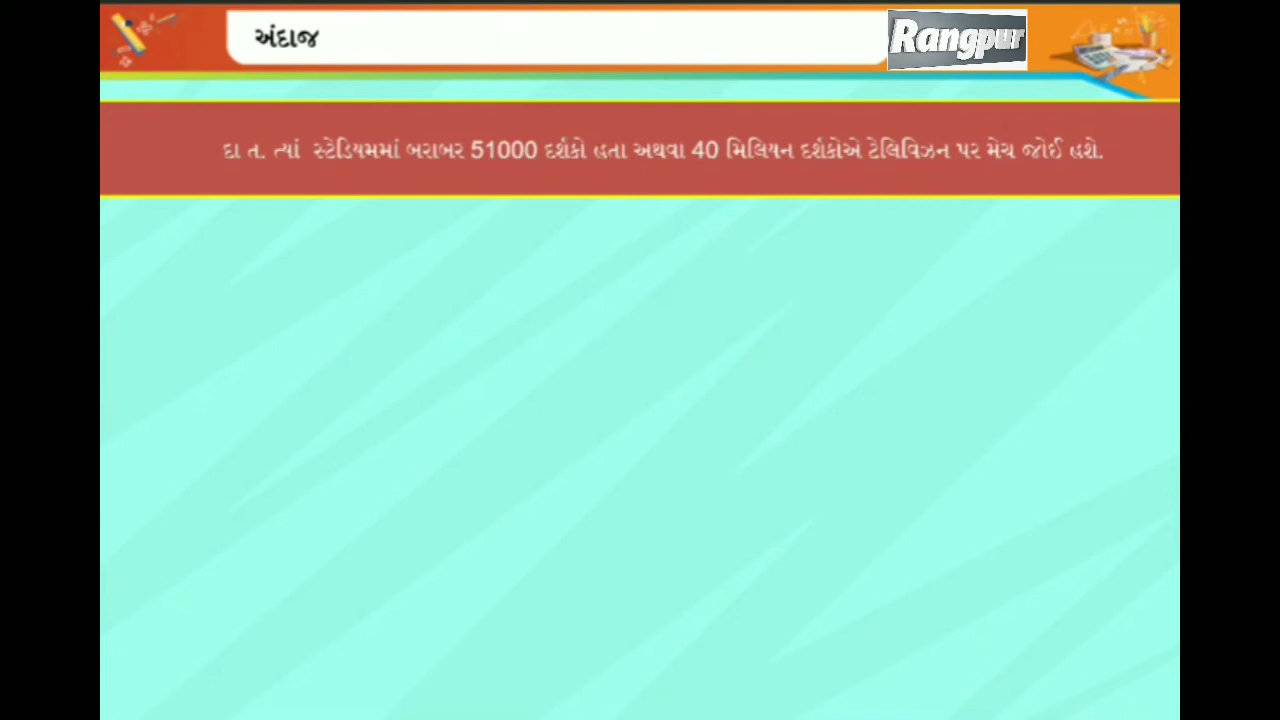 અંદાજ
Rangpur
દા ત. ત્યાં સ્ટેડિયમમાં બરાબર 51000 દર્શકો હતા અથવા 40 મિલિયન દર્શકોએ ટેલિવિઝન પર મેચ જોઈ હશે.